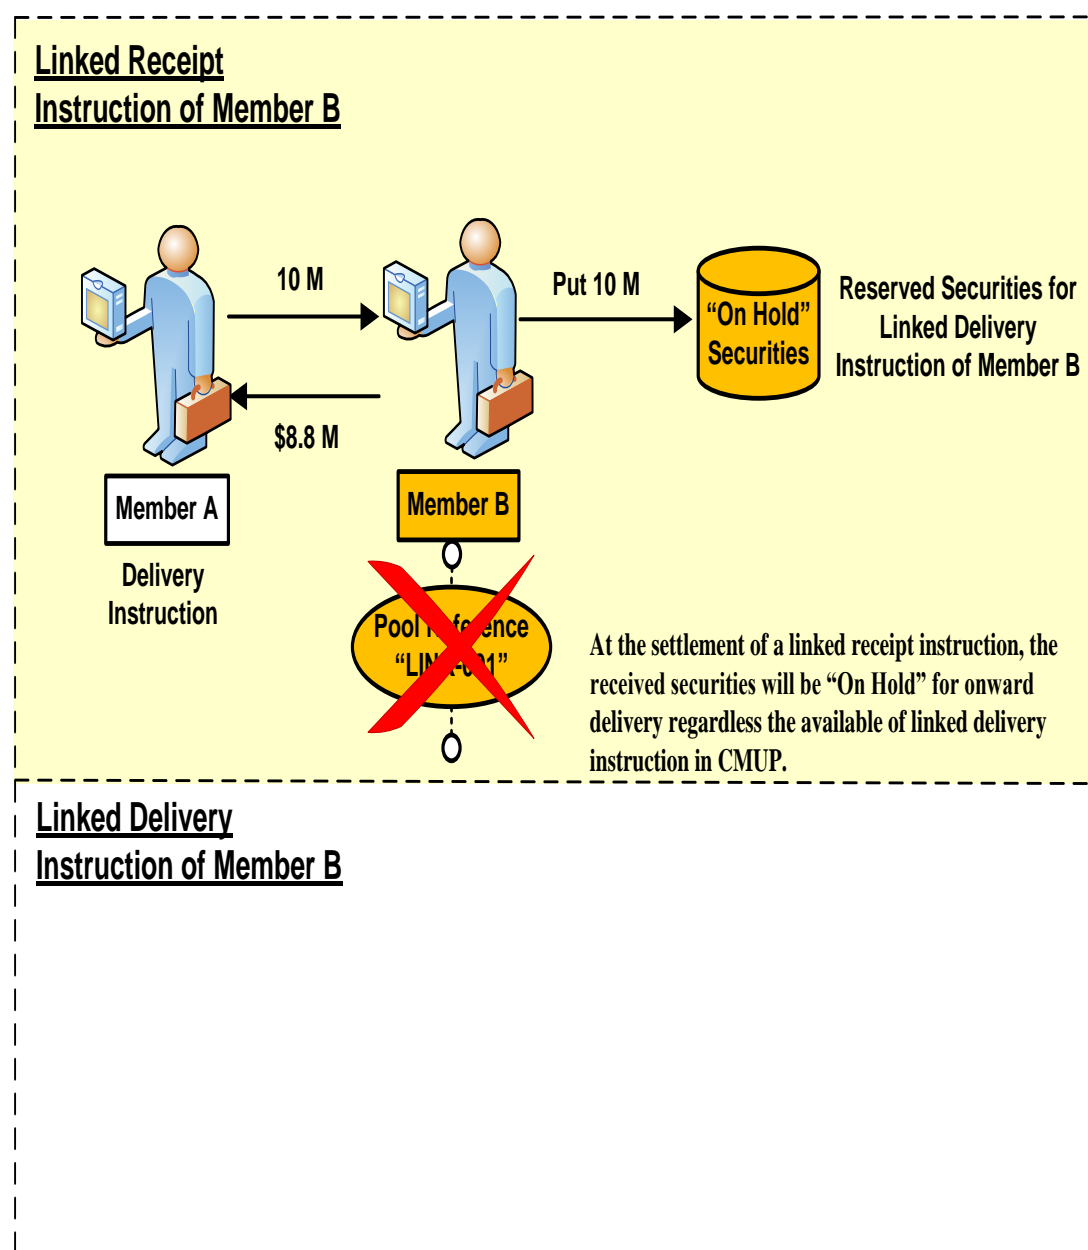 Linked Receipt
Instruction of Member B
10 M
Put 10 M
"On Hold"
Securities
Reserved Securities for
Linked Delivery
Instruction of Member B
$8.8 M
Member A
Member B
Delivery
Instruction
Pool
At the settlement of a linked receipt instruction, the
received securities will be “On Hold” for onward
delivery regardless the available of linked delivery
instruction in CMUP.
Linked Delivery
Instruction of Member B